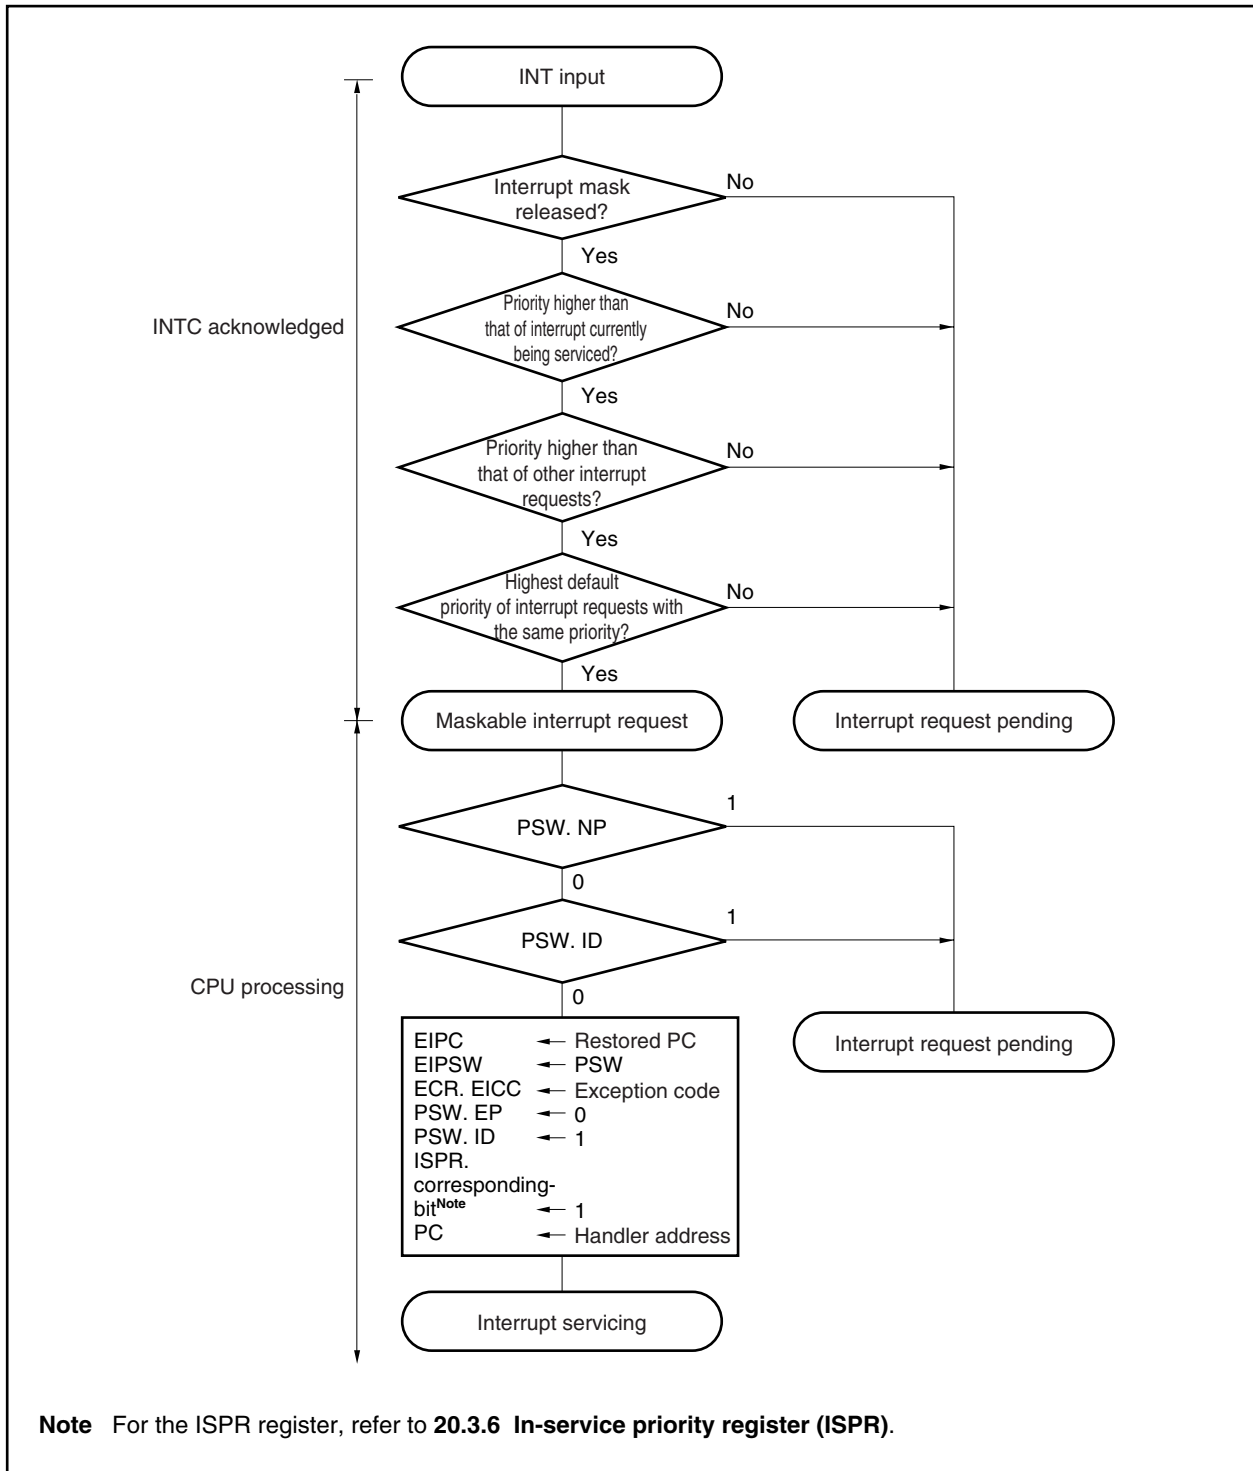 INT input
Interrupt mask
released?
No
Yes
Priority higher than
that of interrupt currently
being serviced?
No
INTC acknowledged
Yes
Priority higher than
that of other interrupt
requests?
No
Yes
Highest default
priority of interrupt requests with
the same priority?
No
Yes
Maskable interrupt request
Interrupt request pending
PSW. NP
1
0
PSW. ID
1
CPU processing
0
EIPC ← Restored PC
EIPSW ← PSW
ECR. EICC ← Exception code
PSW. EP ← 0
PSW. ID ← 1
ISPR.
corresponding-
bitNote ← 1
PC ← Handler address
Interrupt request pending
Interrupt servicing
Note For the ISPR register, refer to 20.3.6 In-service priority register (ISPR).